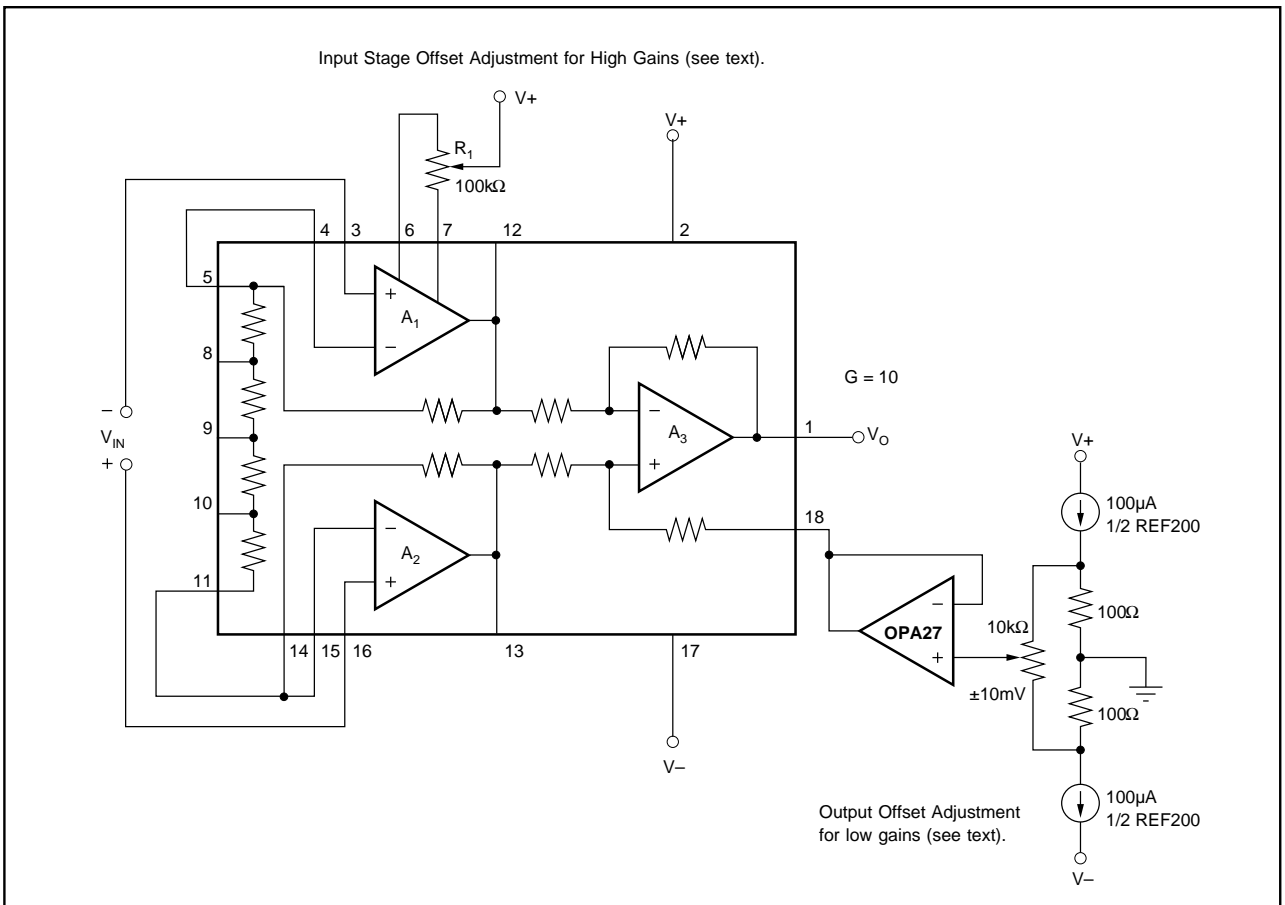 Input Stage Offset Adjustment for High Gains (see text).
V+
V+
R1
100kΩ
4 3 6 7 12 2
5
+
A1
−
8
−
VIN
+
9
10
11
−
A3
+
G = 10
1
VO
−
A2
+
18
14 15 16 13 17
V–
−
OPA27
+
10kΩ
±10mV
V+
100µA
1/2 REF200
100Ω
100Ω
100µA
1/2 REF200
V–
Output Offset Adjustment
for low gains (see text).